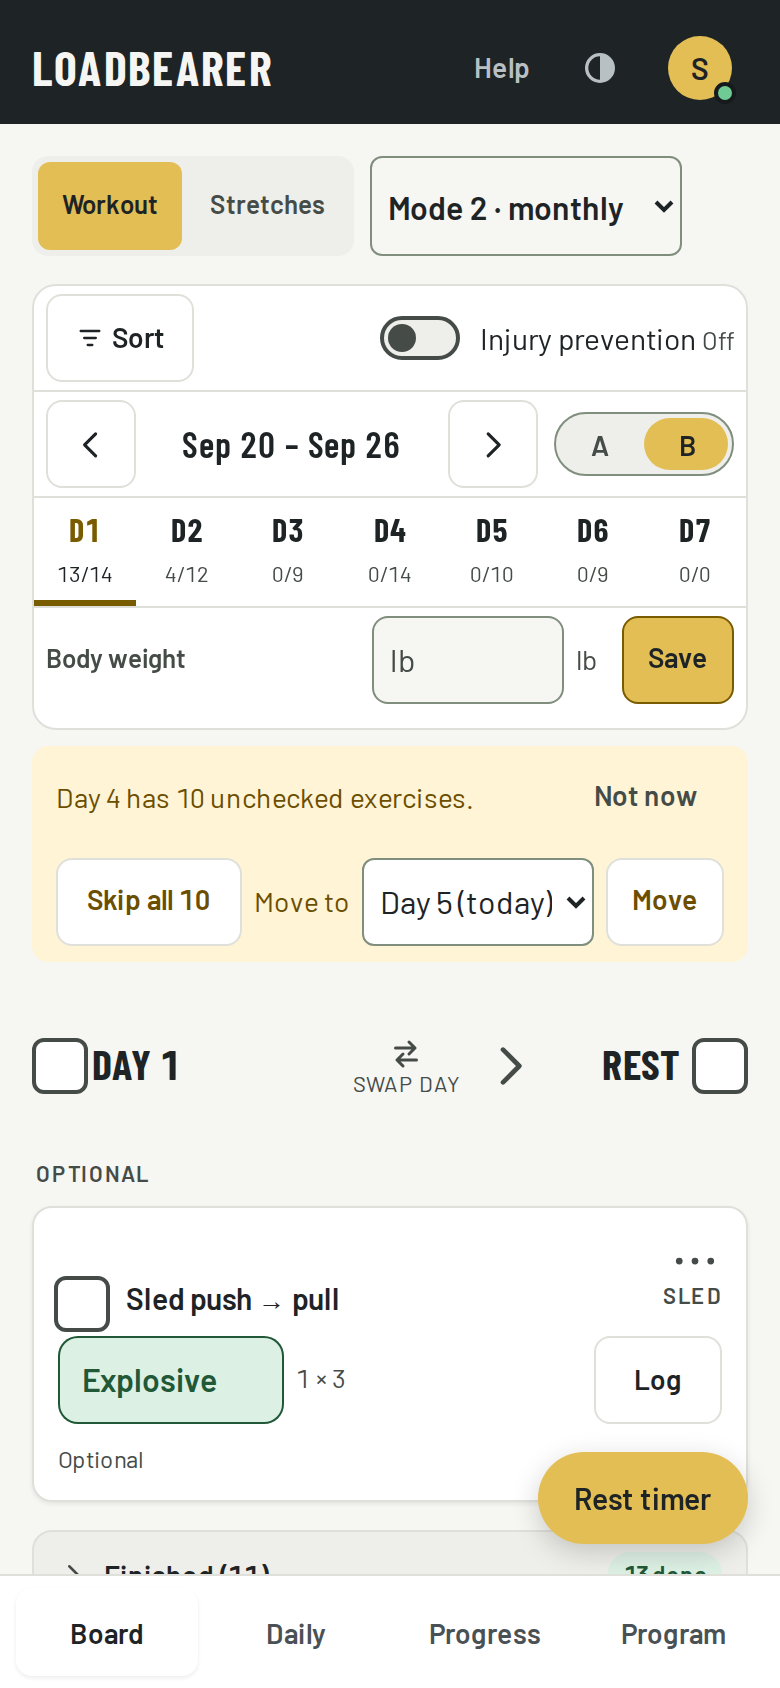 LOADBEARER Help S
Workout Stretches Mode 2 · monthly
Sort Injury prevention Off
Sep 20 – Sep 26 A B
D1 D2 D3 D4 D5 D6 D7
13/14 4/12 0/9 0/14 0/10 0/9 0/0
Body weight lb lb Save
Day 4 has 10 unchecked exercises. Not now
Skip all 10 Move to Day 5 (today) Move
DAY 1 SWAP DAY REST
OPTIONAL
Sled push → pull SLED
Explosive 1 × 3 Log
Optional
Rest timer
Finished (11) 13 done
Board Daily Progress Program